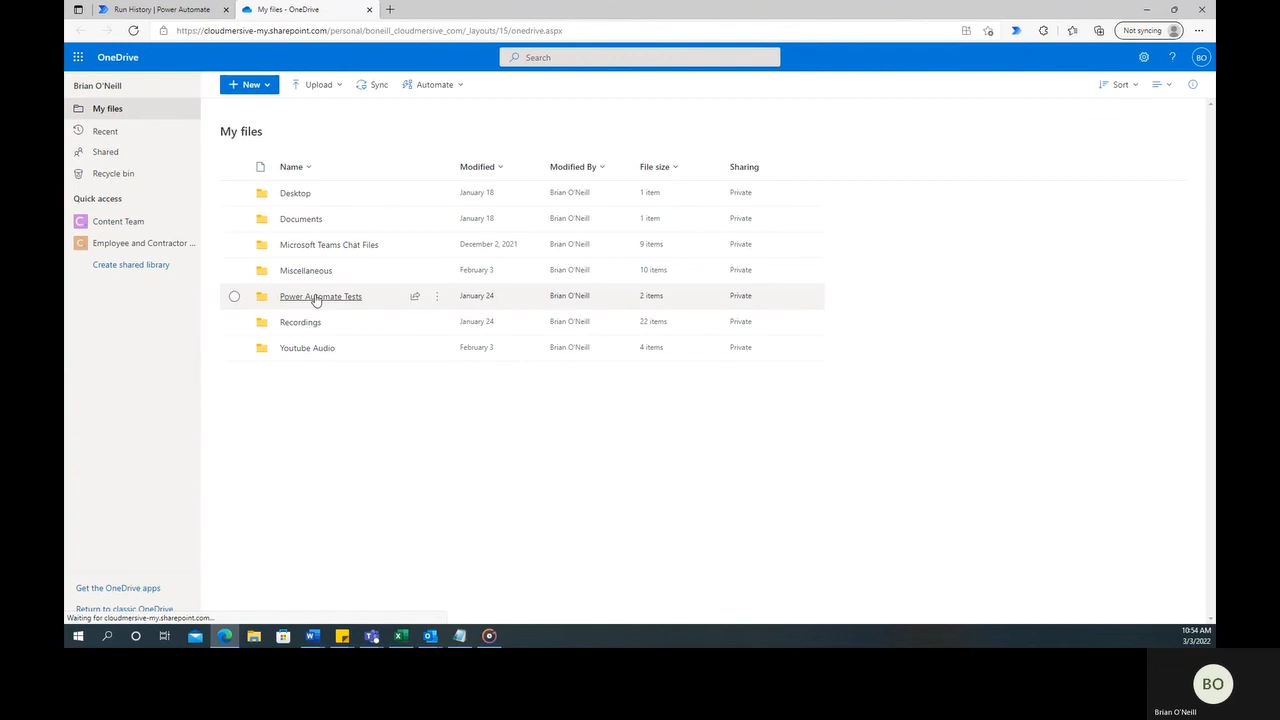 Run History | Power Automate
My files - OneDrive
https://cloudmersive-my.sharepoint.com/personal/boneill_cloudmersive_com/_layouts/15/onedrive.aspx
Not syncing
OneDrive
Search
BO
Brian O'Neill
New
Upload
Sync
Automate
Sort
My files
Recent
Shared
Recycle bin
Quick access
C Content Team
C Employee and Contractor ...
Create shared library
My files
Name Modified Modified By File size Sharing
Desktop January 18 Brian O'Neill 1 item Private
Documents January 18 Brian O'Neill 1 item Private
Microsoft Teams Chat Files December 2, 2021 Brian O'Neill 9 items Private
Miscellaneous February 3 Brian O'Neill 10 items Private
Power Automate Tests January 24 Brian O'Neill 2 items Private
Recordings January 24 Brian O'Neill 22 items Private
Youtube Audio February 3 Brian O'Neill 4 items Private
Get the OneDrive apps
Return to classic OneDrive
Waiting for cloudmersive-my.sharepoint.com...
10:54 AM
3/3/2022
BO
Brian O'Neill